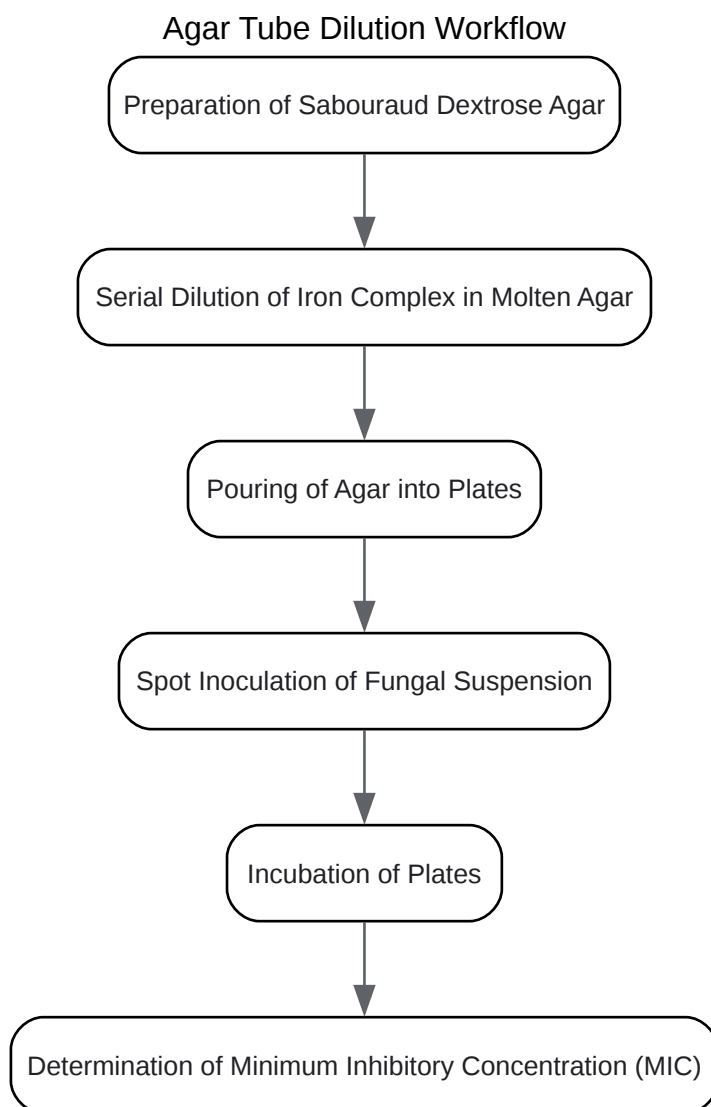 Agar Tube Dilution Workflow
Preparation of Sabouraud Dextrose Agar
Serial Dilution of Iron Complex in Molten Agar
Pouring of Agar into Plates
Spot Inoculation of Fungal Suspension
Incubation of Plates
Determination of Minimum Inhibitory Concentration (MIC)